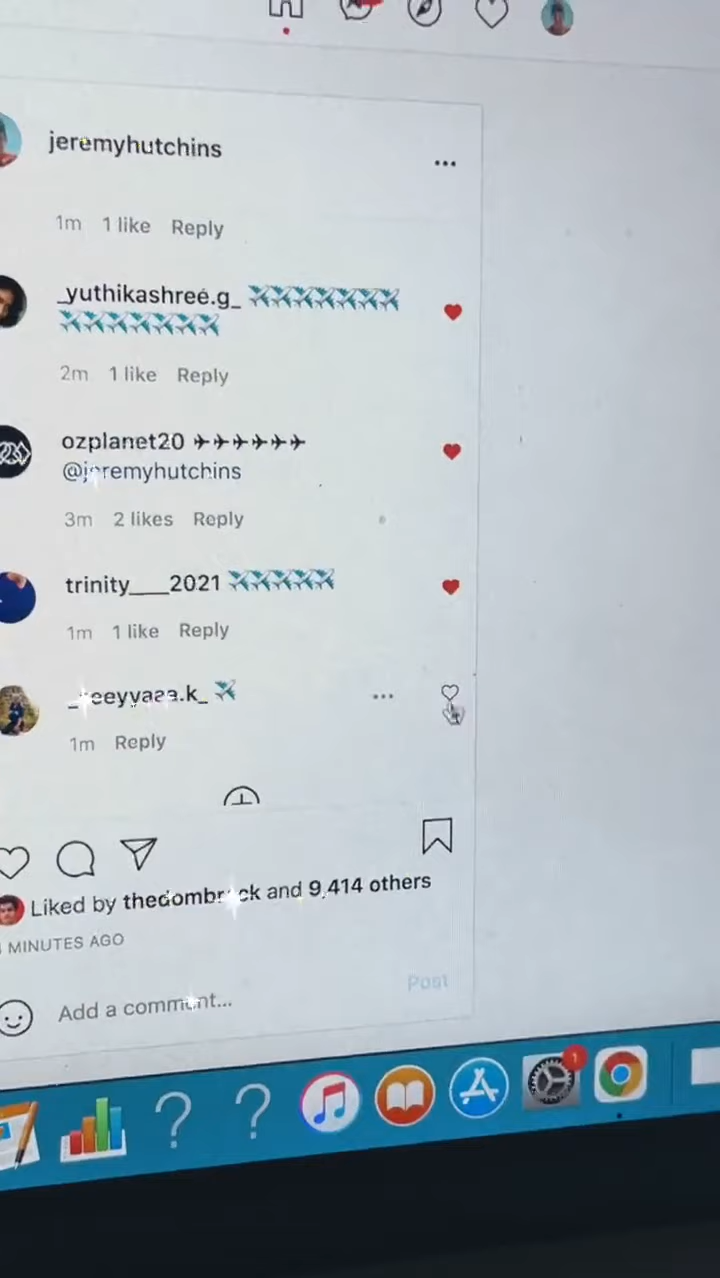 jeremyhutchins
1m 1 like Reply
_yuthikashree.g_ ✈️✈️✈️✈️✈️✈️✈️
✈️✈️✈️✈️✈️✈️✈️
2m 1 like Reply
ozplanet20 ✈✈✈✈✈✈
@jeremyhutchins
3m 2 likes Reply
trinity___2021 ✈️✈️✈️✈️✈️
1m 1 like Reply
✈️
1m Reply
Liked by and 9,414 others
MINUTES AGO
Add a comment...
Post
? ?
1